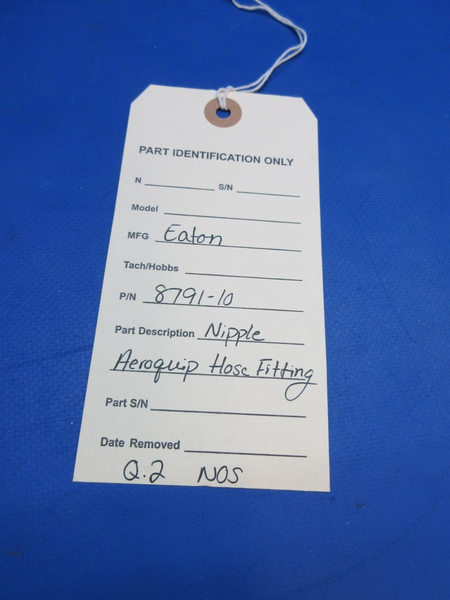 PART IDENTIFICATION ONLY
N S/N
Model
MFG Eaton
Tach/Hobbs
P/N 8791-10
Part Description Nipple
Aeroquip Hose Fitting
Part S/N
Date Removed
Q.2 NOS